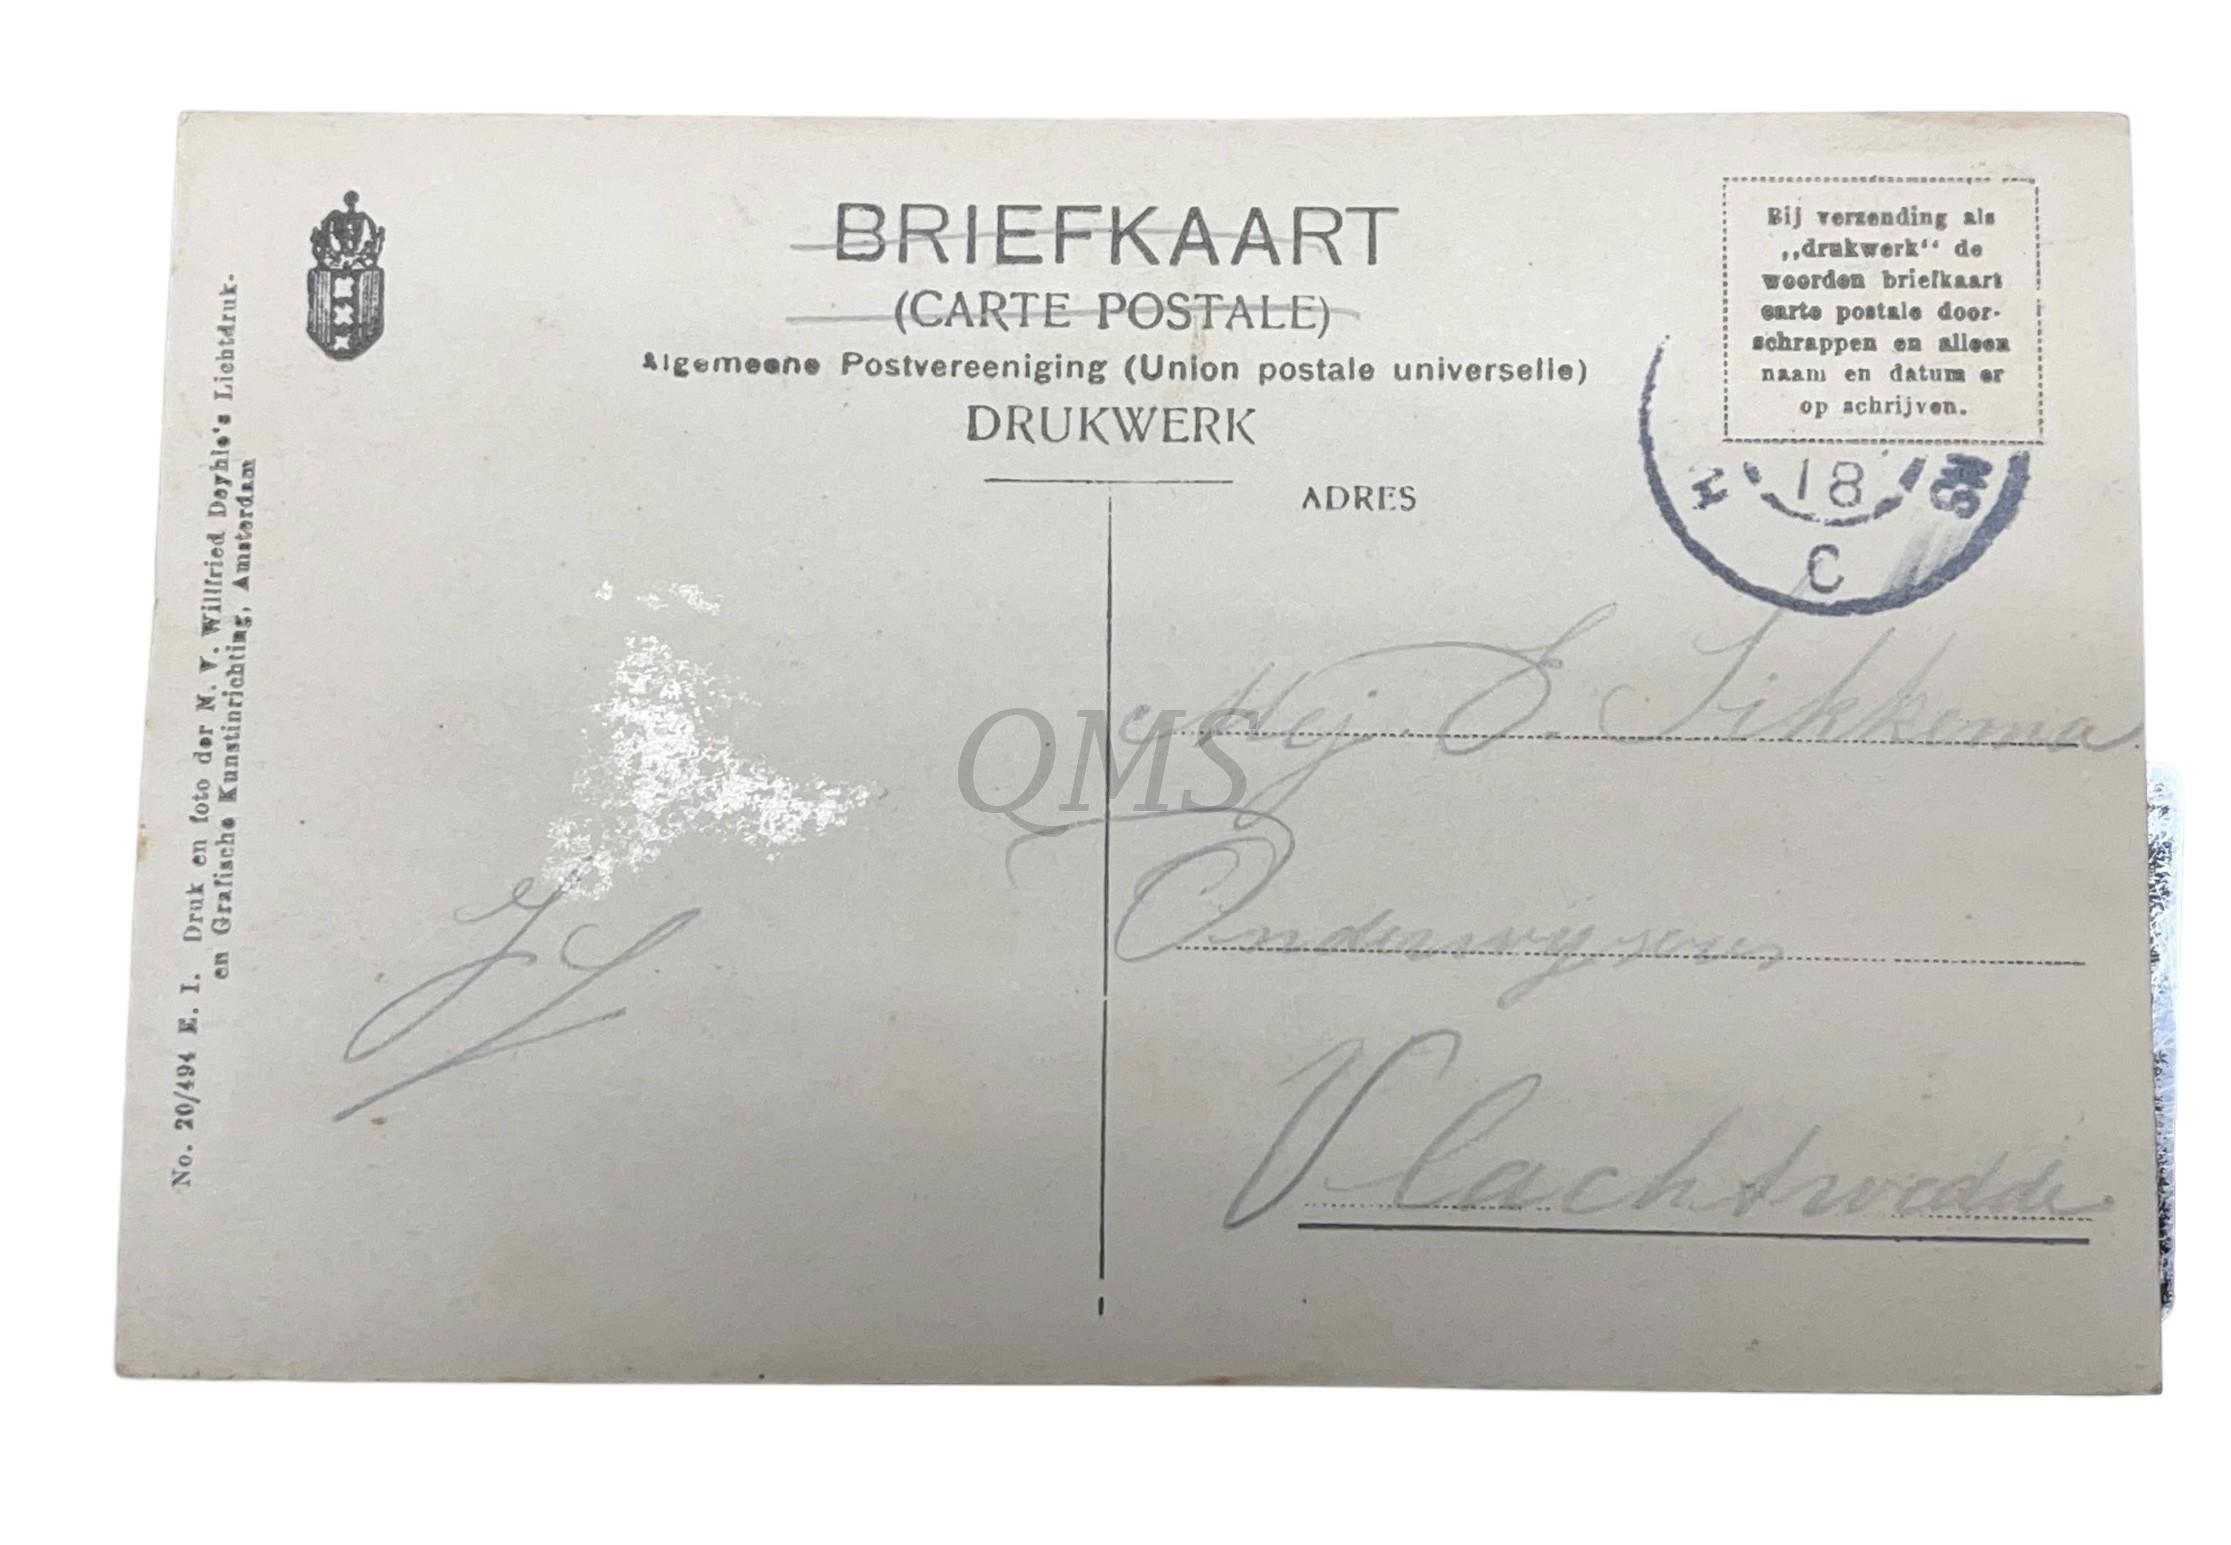 BRIEFKAART
(CARTE POSTALE)
Algemeene Postvereeniging (Union postale universelle)
DRUKWERK
ADRES
Bij verzending als
,,drukwerk“ de
woorden briefkaart
carte postale door-
schrappen en alleen
naam en datum er
op schrijven.
18
C
No. 20/494 E. I. Druk en foto der M. V. Willfried Deyhle's Lichtdruk-
en Grafische Kunstinrichting, Amsterdam
QMS
Mej. S. Sikkema
Onderwyzeres
Vlachtwedde.